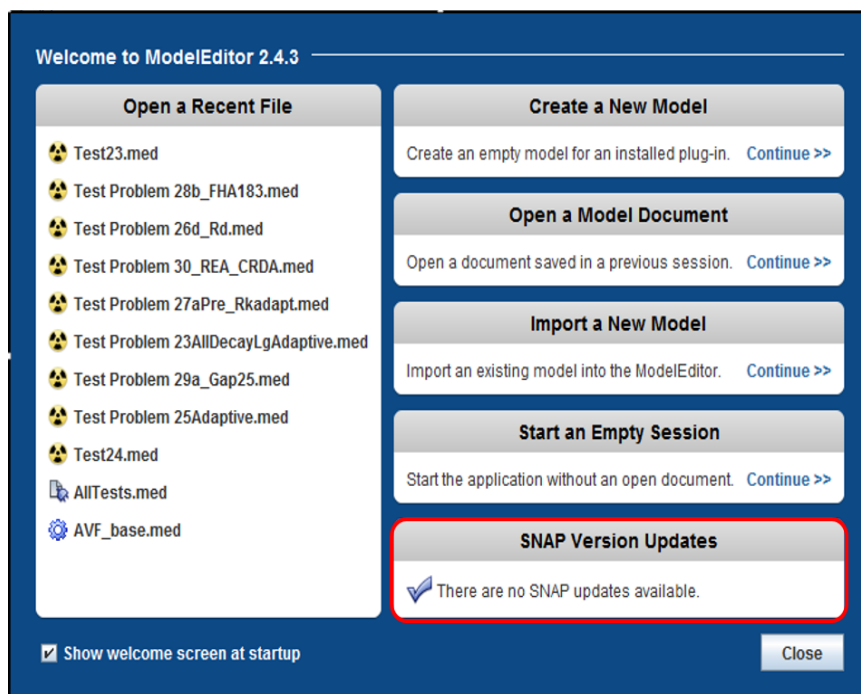 Welcome to ModelEditor 2.4.3
Open a Recent File
Test23.med
Test Problem 28b_FHA183.med
Test Problem 26d_Rd.med
Test Problem 30_REA_CRDA.med
Test Problem 27aPre_Rkadapt.med
Test Problem 23AllDecayLgAdaptive.med
Test Problem 29a_Gap25.med
Test Problem 25Adaptive.med
Test24.med
AllTests.med
AVF_base.med
Create a New Model
Create an empty model for an installed plug-in. Continue >>
Open a Model Document
Open a document saved in a previous session. Continue >>
Import a New Model
Import an existing model into the ModelEditor. Continue >>
Start an Empty Session
Start the application without an open document. Continue >>
SNAP Version Updates
There are no SNAP updates available.
Show welcome screen at startup
Close